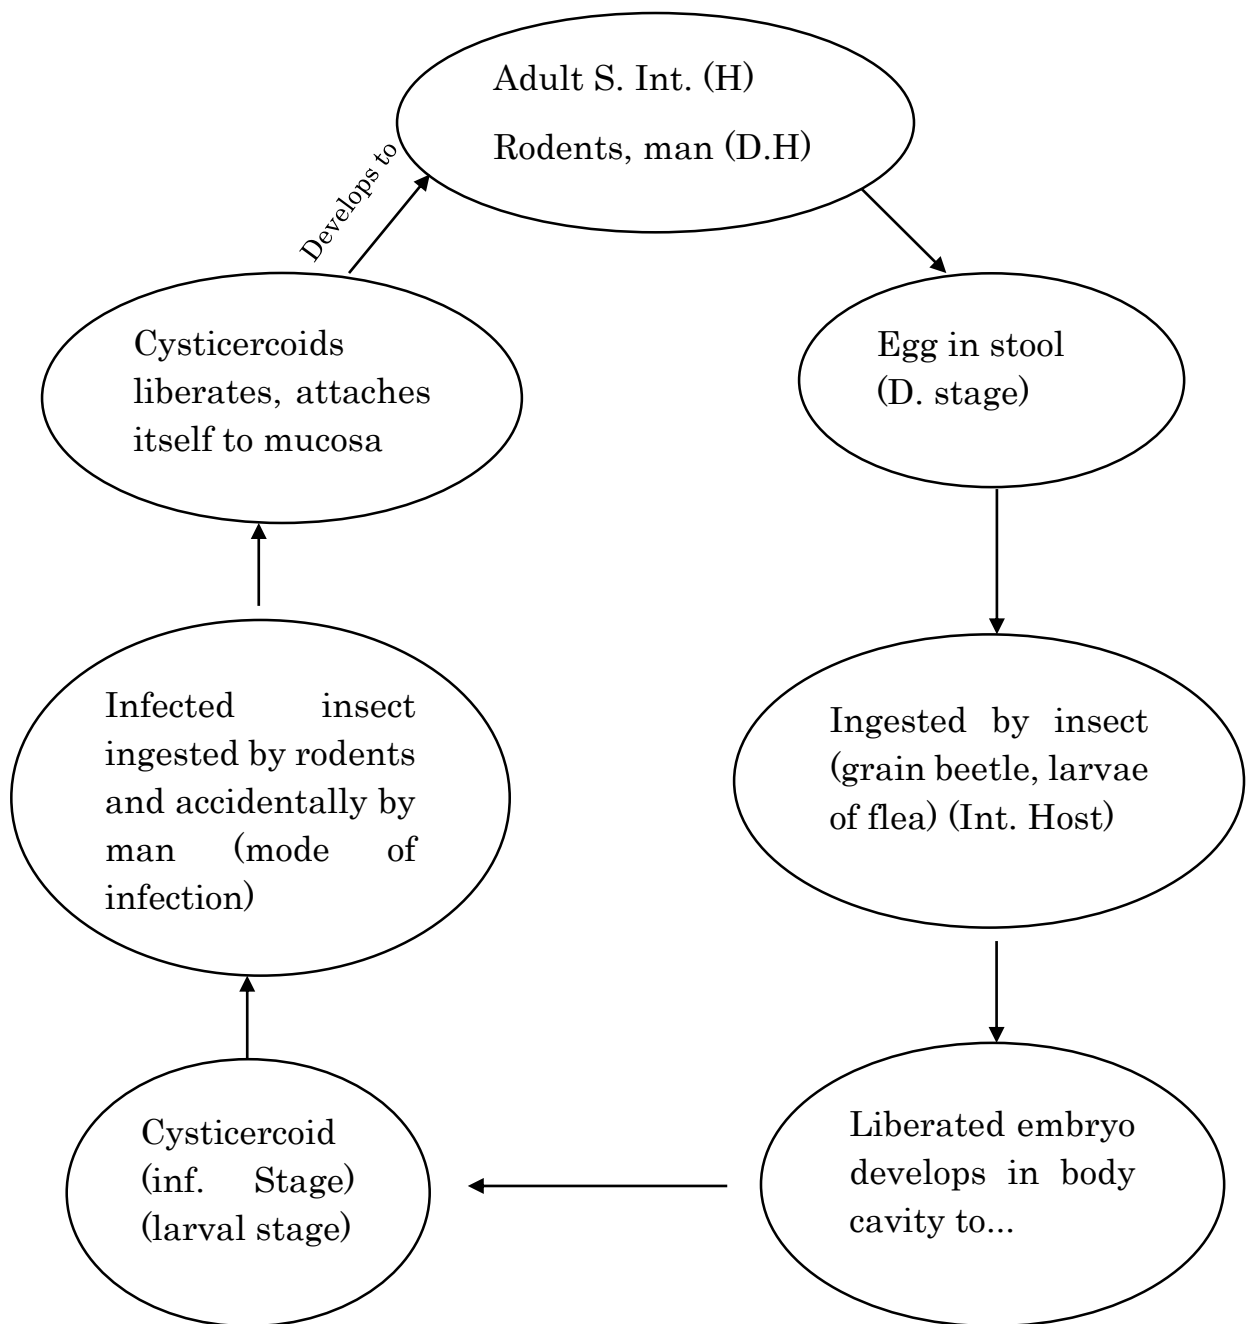 Adult S. Int. (H)
Rodents, man (D.H)
Develops to
Egg in stool
(D. stage)
Ingested by insect
(grain beetle, larvae
of flea) (Int. Host)
Liberated embryo
develops in body
cavity to...
Cysticercoid
(inf. Stage)
(larval stage)
Infected insect
ingested by rodents
and accidentally by
man (mode of
infection)
Cysticercoids
liberates, attaches
itself to mucosa